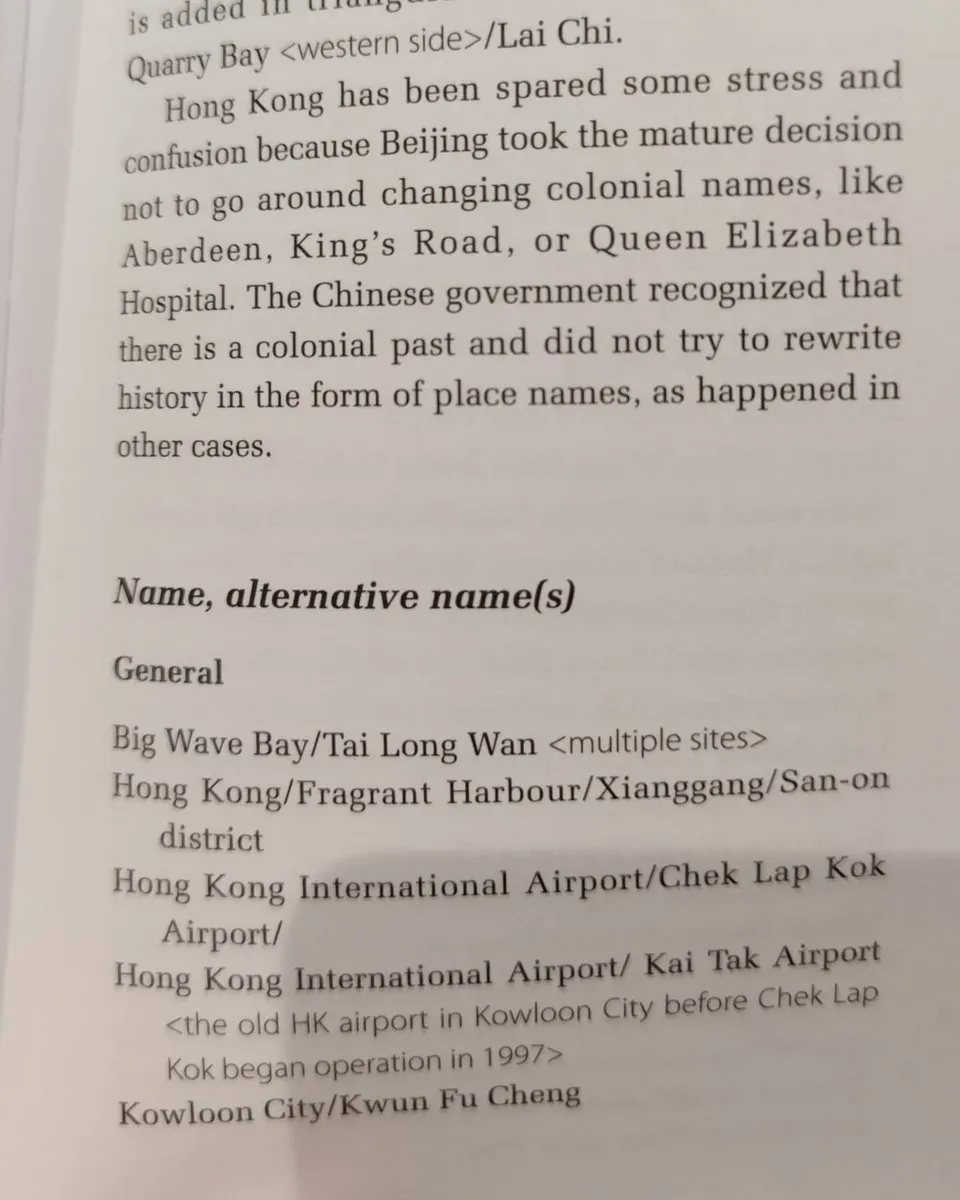 is added in
Quarry Bay <western side>/Lai Chi.
Hong Kong has been spared some stress and
confusion because Beijing took the mature decision
not to go around changing colonial names, like
Aberdeen, King's Road, or Queen Elizabeth
Hospital. The Chinese government recognized that
there is a colonial past and did not try to rewrite
history in the form of place names, as happened in
other cases.
Name, alternative name(s)
General
Big Wave Bay/Tai Long Wan <multiple sites>
Hong Kong/Fragrant Harbour/Xianggang/San-on
district
Hong Kong International Airport/Chek Lap Kok
Airport/
Hong Kong International Airport/ Kai Tak Airport
<the old HK airport in Kowloon City before Chek Lap
Kok began operation in 1997>
Kowloon City/Kwun Fu Cheng